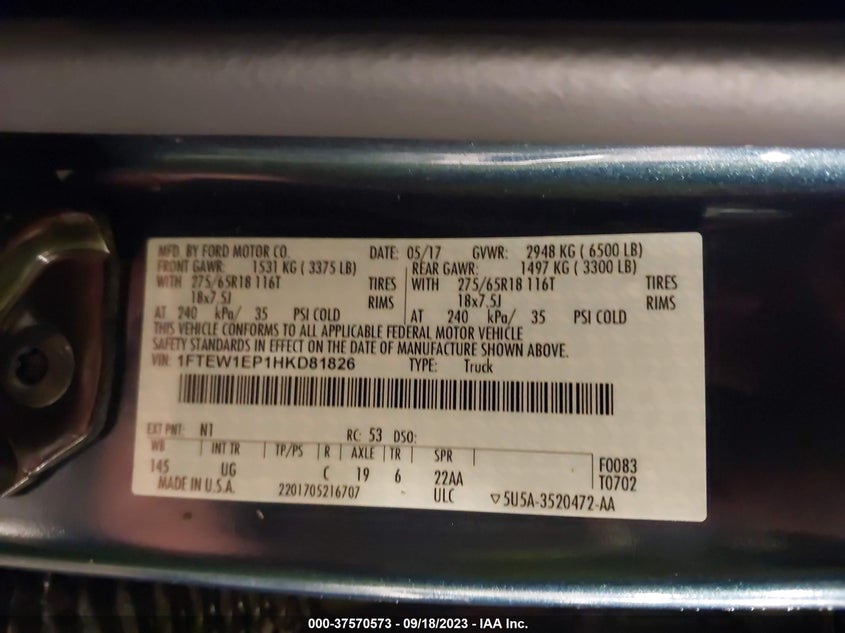 MFD. BY FORD MOTOR CO. DATE: 05/17 GVWR: 2948 KG ( 6500 LB)
FRONT GAWR: 1531 KG ( 3375 LB) REAR GAWR: 1497 KG ( 3300 LB)
WITH 275/65R18 116T TIRES WITH 275/65R18 116T TIRES
18x7.5J RIMS 18x7.5J RIMS
AT 240 kPa/ 35 PSI COLD AT 240 kPa/ 35 PSI COLD
THIS VEHICLE CONFORMS TO ALL APPLICABLE FEDERAL MOTOR VEHICLE
SAFETY STANDARDS IN EFFECT ON THE DATE OF MANUFACTURE SHOWN ABOVE.
VIN: 1FTEW1EP1HKD81826 TYPE: Truck
EXT PNT: N1 RC: 53 DSO:
WB INT TR TP/PS R AXLE TR SPR F0083
145 UG C 19 6 22AA T0702
MADE IN U.S.A. 2201705216707 ULC ▽5U5A-3520472-AA
000-37570573 - 09/18/2023 - IAA Inc.